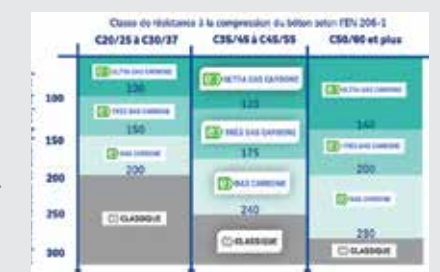 Classe de résistance à la compression du béton selon l'EN 206-1
C20/25 à C30/37 C35/45 à C45/55 C50/60 et plus
ULTRA BAS CARBONE ULTRA BAS CARBONE ULTRA BAS CARBONE
100 120 140
100
TRÈS BAS CARBONE TRÈS BAS CARBONE TRÈS BAS CARBONE
150 175 200
150
BAS CARBONE BAS CARBONE BAS CARBONE
200 240 280
200
250
CLASSIQUE CLASSIQUE CLASSIQUE
300